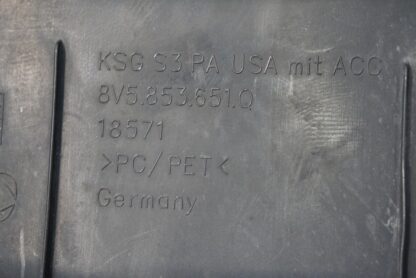 KSG S3 PA USA mit ACC
8V5.853.651.Q
18571
>PC/PET<
Germany